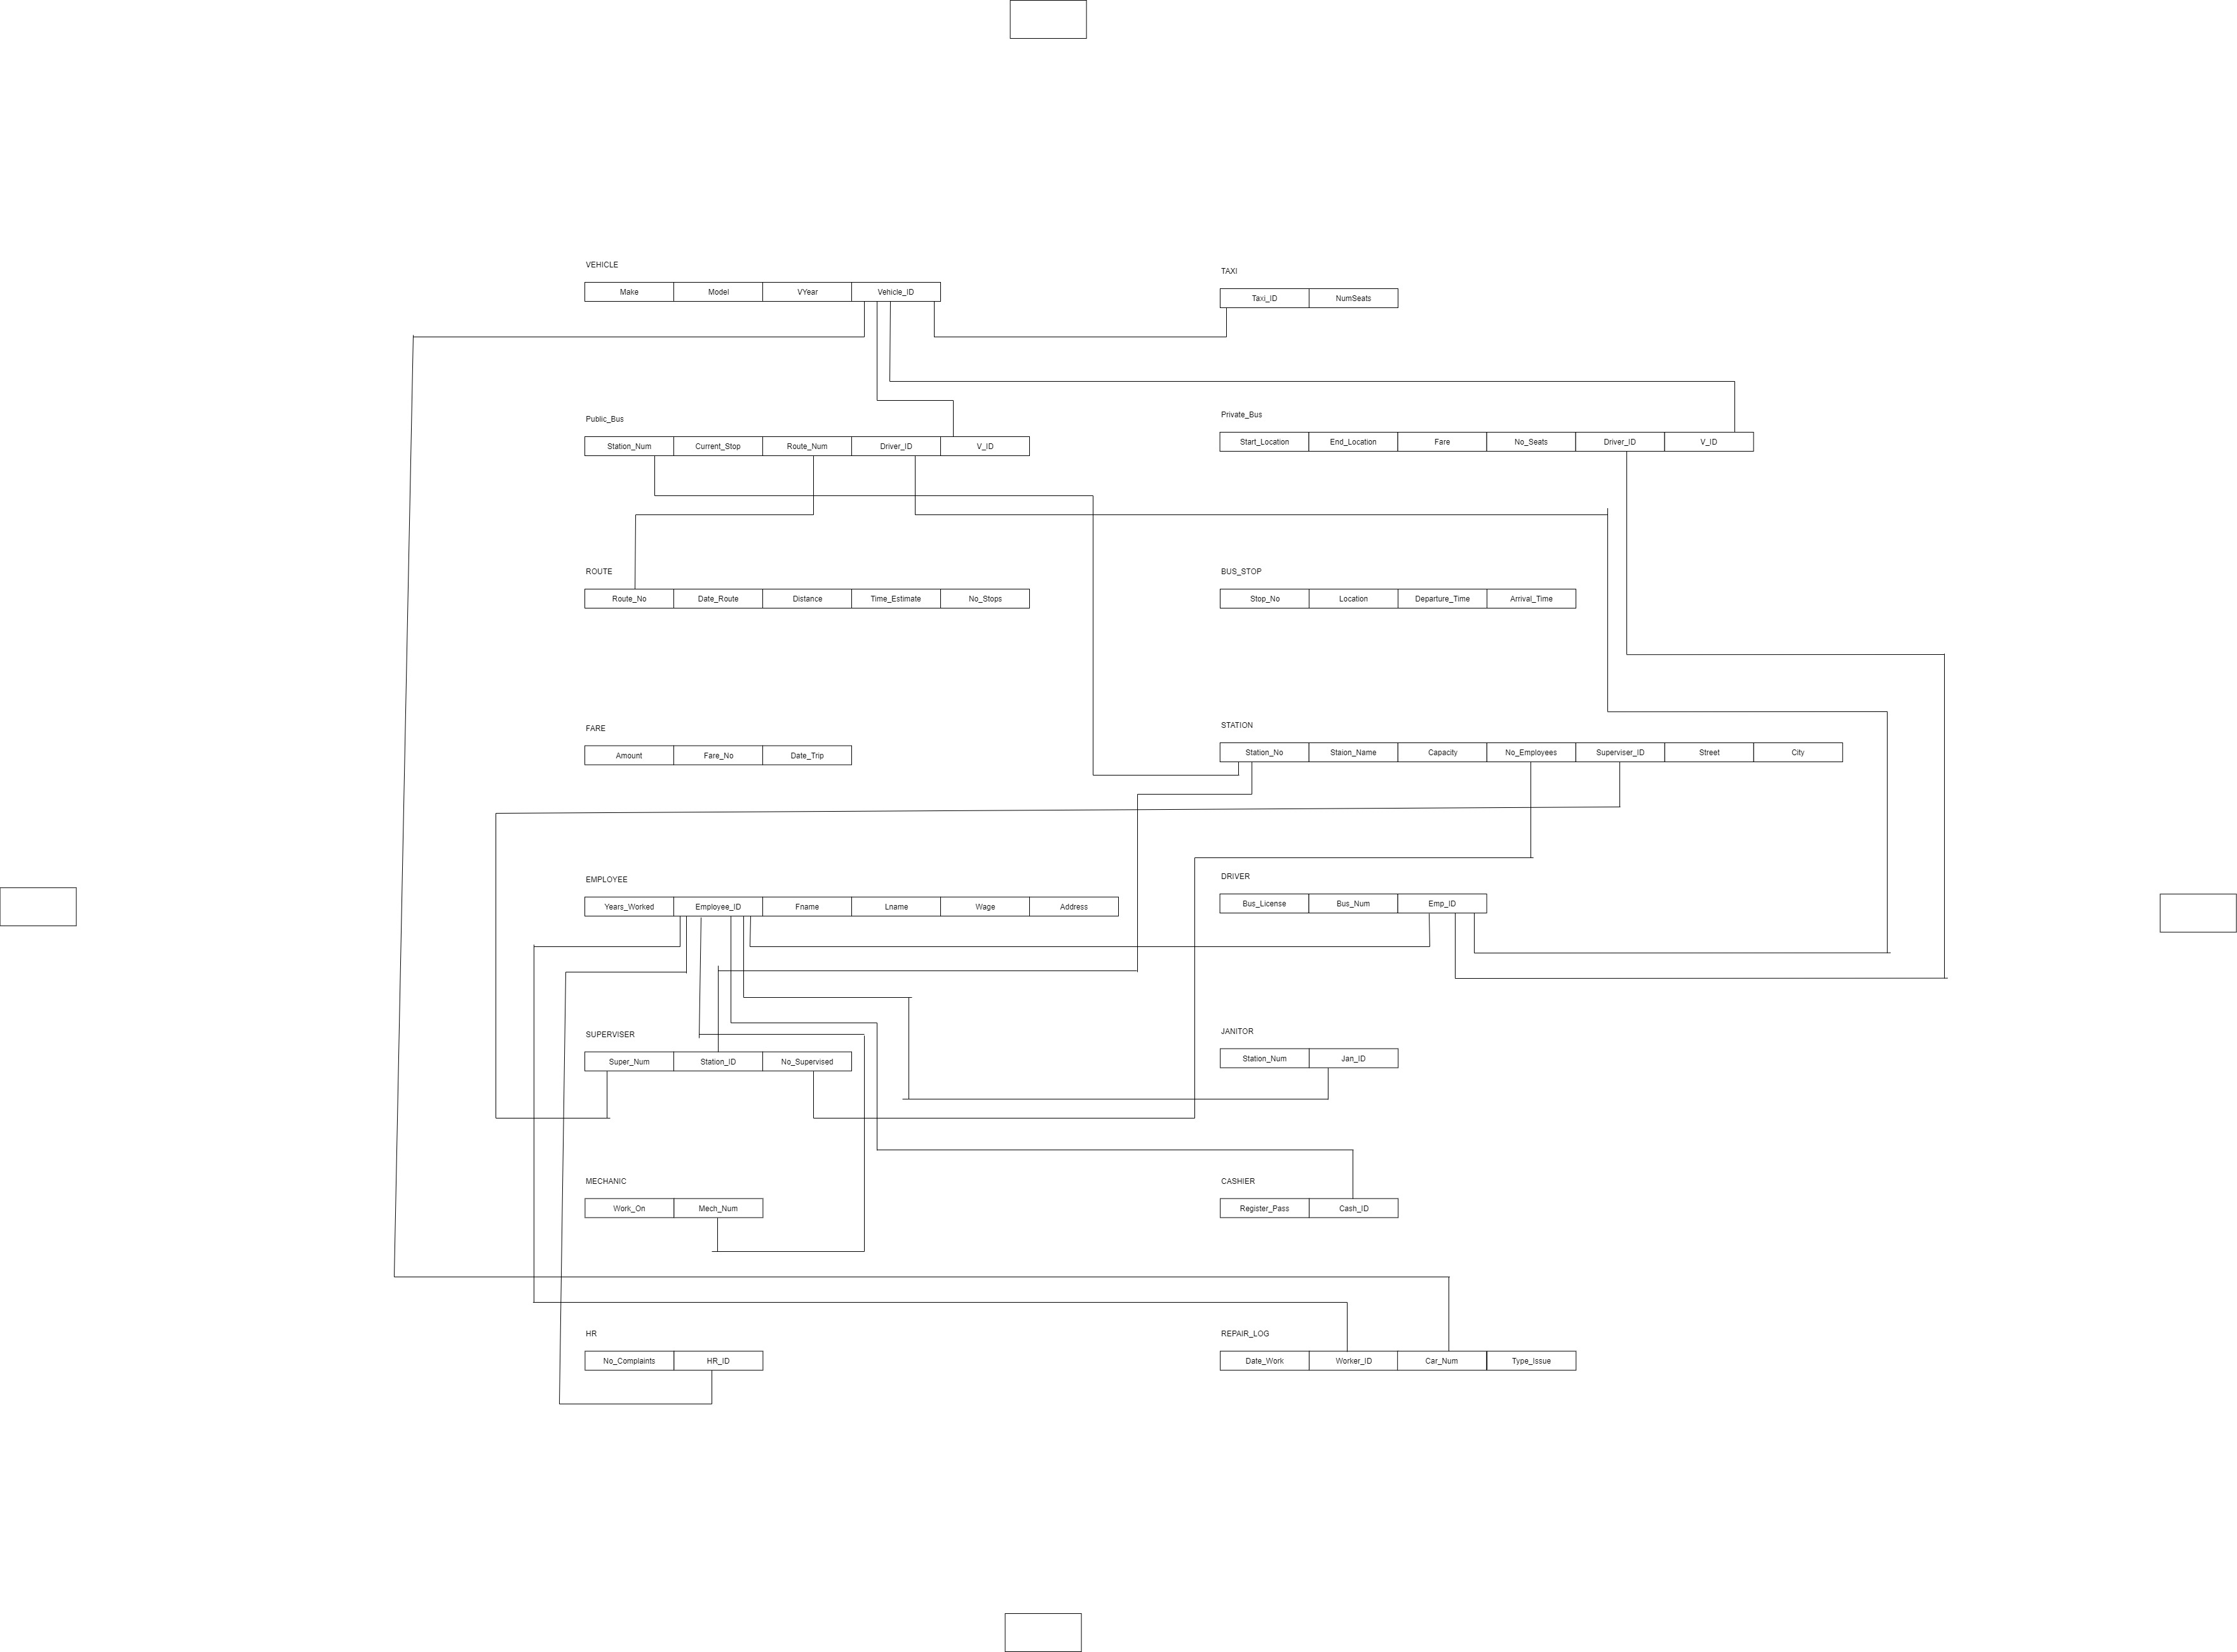 VEHICLE
Make Model VYear Vehicle_ID
TAXI
Taxi_ID NumSeats
Public_Bus
Station_Num Current_Stop Route_Num Driver_ID V_ID
Private_Bus
Start_Location End_Location Fare No_Seats Driver_ID V_ID
ROUTE
Route_No Date_Route Distance Time_Estimate No_Stops
BUS_STOP
Stop_No Location Departure_Time Arrival_Time
FARE
Amount Fare_No Date_Trip
STATION
Station_No Staion_Name Capacity No_Employees Superviser_ID Street City
EMPLOYEE
Years_Worked Employee_ID Fname Lname Wage Address
DRIVER
Bus_License Bus_Num Emp_ID
SUPERVISER
Super_Num Station_ID No_Supervised
JANITOR
Station_Num Jan_ID
MECHANIC
Work_On Mech_Num
CASHIER
Register_Pass Cash_ID
HR
No_Complaints HR_ID
REPAIR_LOG
Date_Work Worker_ID Car_Num Type_Issue